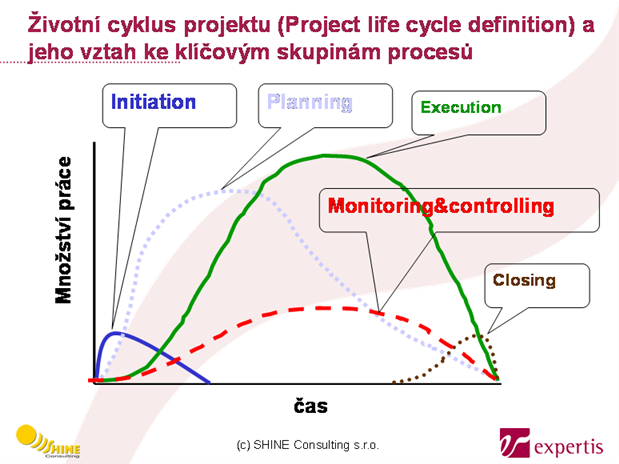 Životní cyklus projektu (Project life cycle definition) a
jeho vztah ke klíčovým skupinám procesů
Initiation
Planning
Execution
Monitoring&controlling
Closing
Množství práce
čas
SHINE
Consulting
(c) SHINE Consulting s.r.o.
expertis